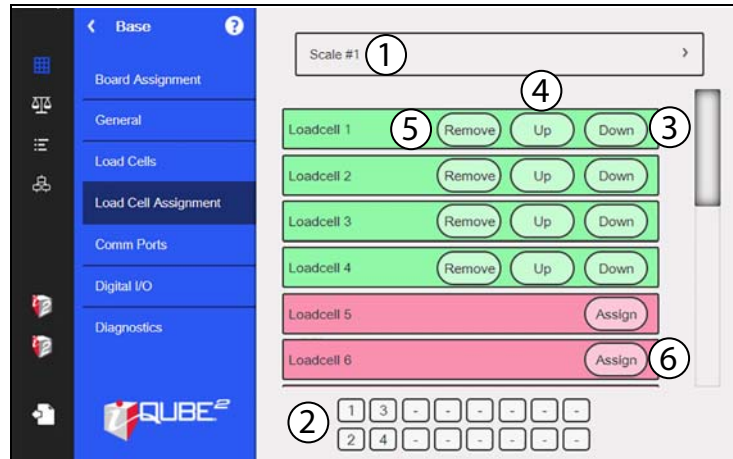 Base ?
Board Assignment
General
Load Cells
Load Cell Assignment
Comm Ports
Digital I/O
Diagnostics
iQUBE²
Scale #1 1
4
Loadcell 1 5 Remove Up Down 3
Loadcell 2 Remove Up Down
Loadcell 3 Remove Up Down
Loadcell 4 Remove Up Down
Loadcell 5 Assign
Loadcell 6 Assign 6
2
1 3 - - - - - -
2 4 - - - - - -